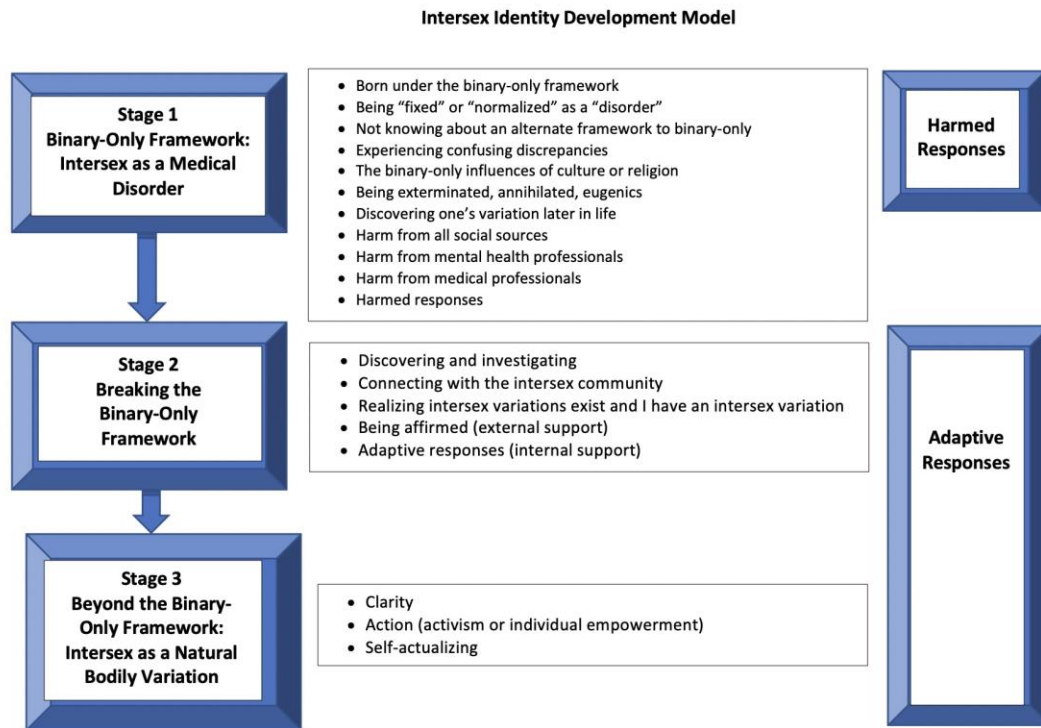 Intersex Identity Development Model
Stage 1
Binary-Only Framework:
Intersex as a Medical
Disorder
• Born under the binary-only framework
• Being “fixed” or “normalized” as a “disorder”
• Not knowing about an alternate framework to binary-only
• Experiencing confusing discrepancies
• The binary-only influences of culture or religion
• Being exterminated, annihilated, eugenics
• Discovering one’s variation later in life
• Harm from all social sources
• Harm from mental health professionals
• Harm from medical professionals
• Harmed responses
Harmed
Responses
Stage 2
Breaking the
Binary-Only
Framework
• Discovering and investigating
• Connecting with the intersex community
• Realizing intersex variations exist and I have an intersex variation
• Being affirmed (external support)
• Adaptive responses (internal support)
Adaptive
Responses
Stage 3
Beyond the Binary-
Only Framework:
Intersex as a Natural
Bodily Variation
• Clarity
• Action (activism or individual empowerment)
• Self-actualizing